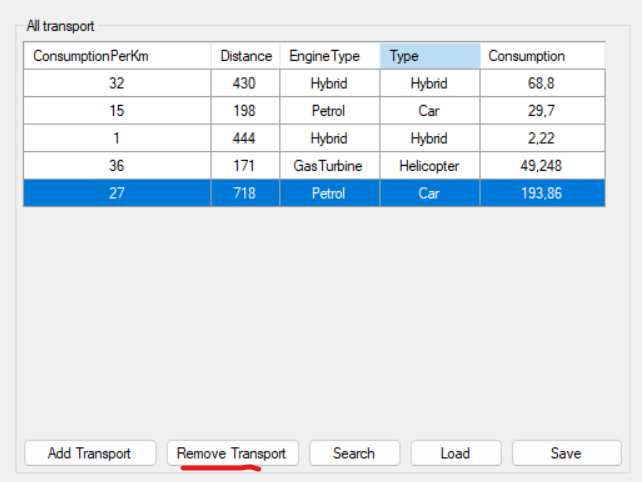 All transport
ConsumptionPerKm Distance EngineType Type Consumption
32 430 Hybrid Hybrid 68,8
15 198 Petrol Car 29,7
1 444 Hybrid Hybrid 2,22
36 171 GasTurbine Helicopter 49,248
27 718 Petrol Car 193,86
Add Transport Remove Transport Search Load Save